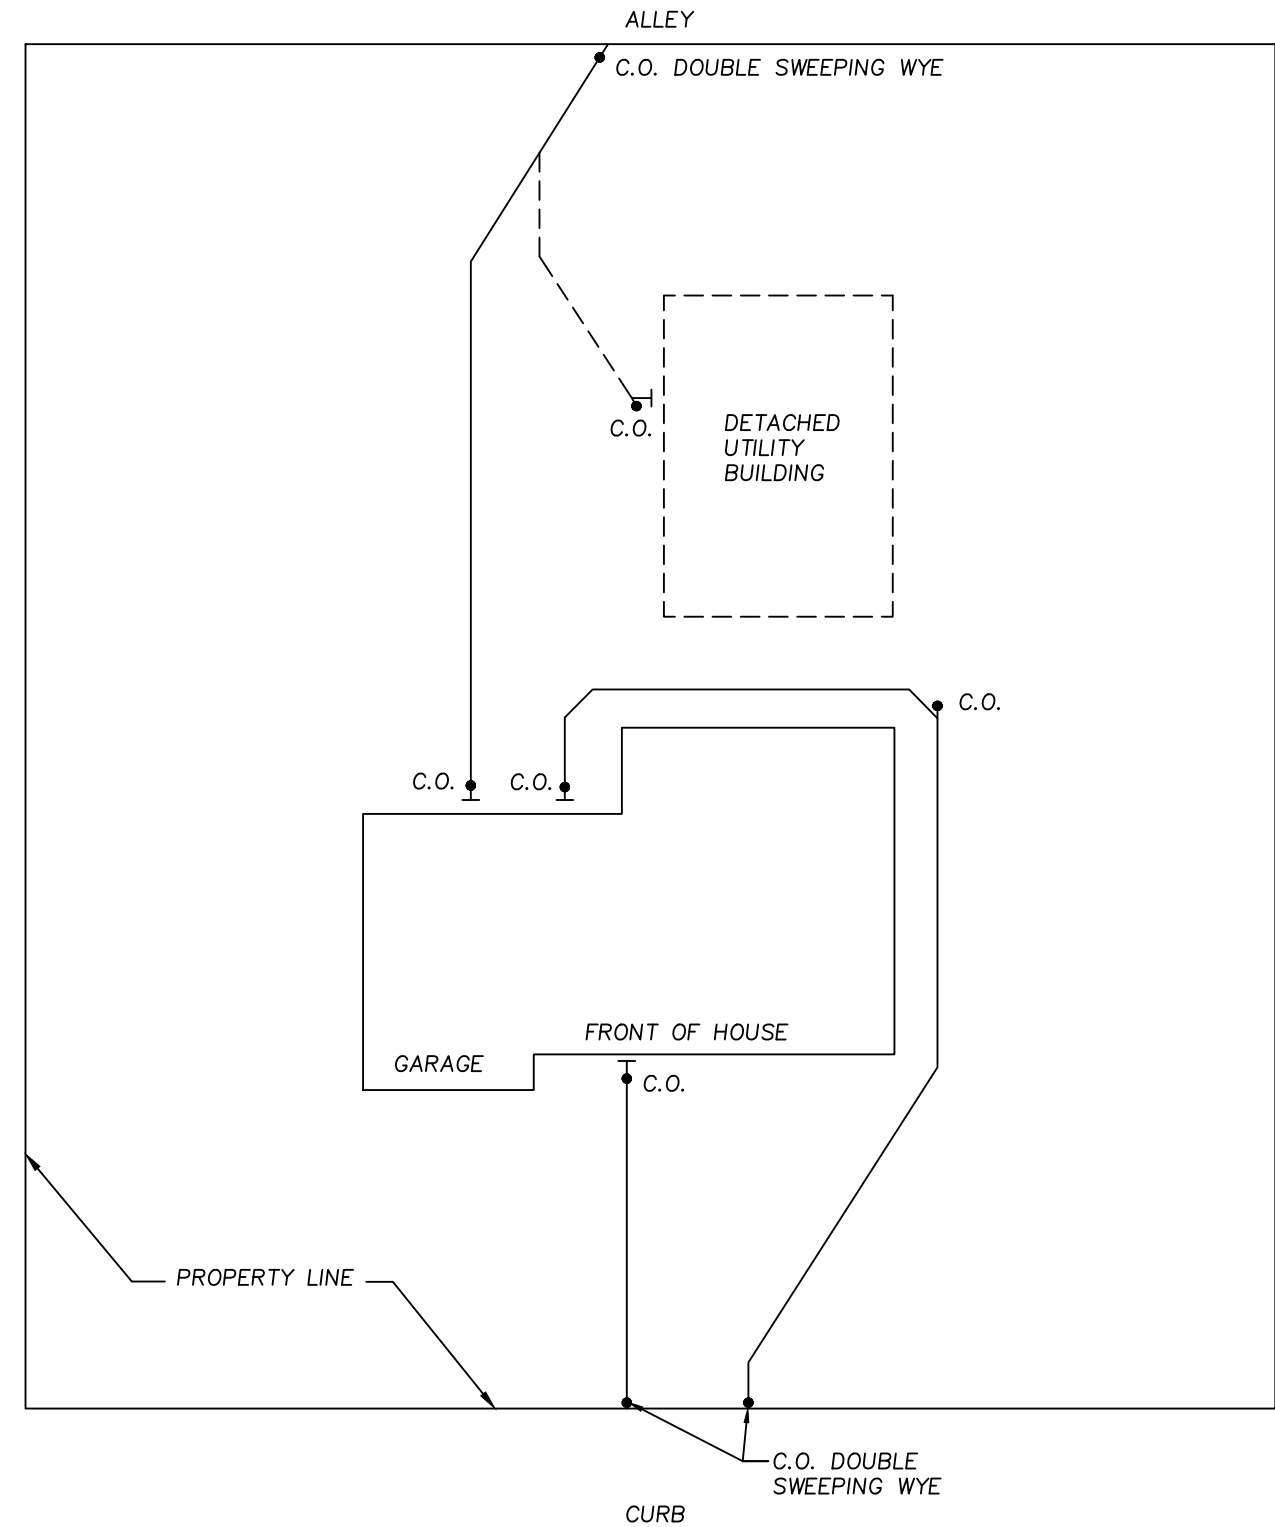 ALLEY
C.O. DOUBLE SWEEPING WYE
C.O.
DETACHED
UTILITY
BUILDING
C.O.
C.O.
C.O.
FRONT OF HOUSE
GARAGE
C.O.
PROPERTY LINE
C.O. DOUBLE
SWEEPING WYE
CURB